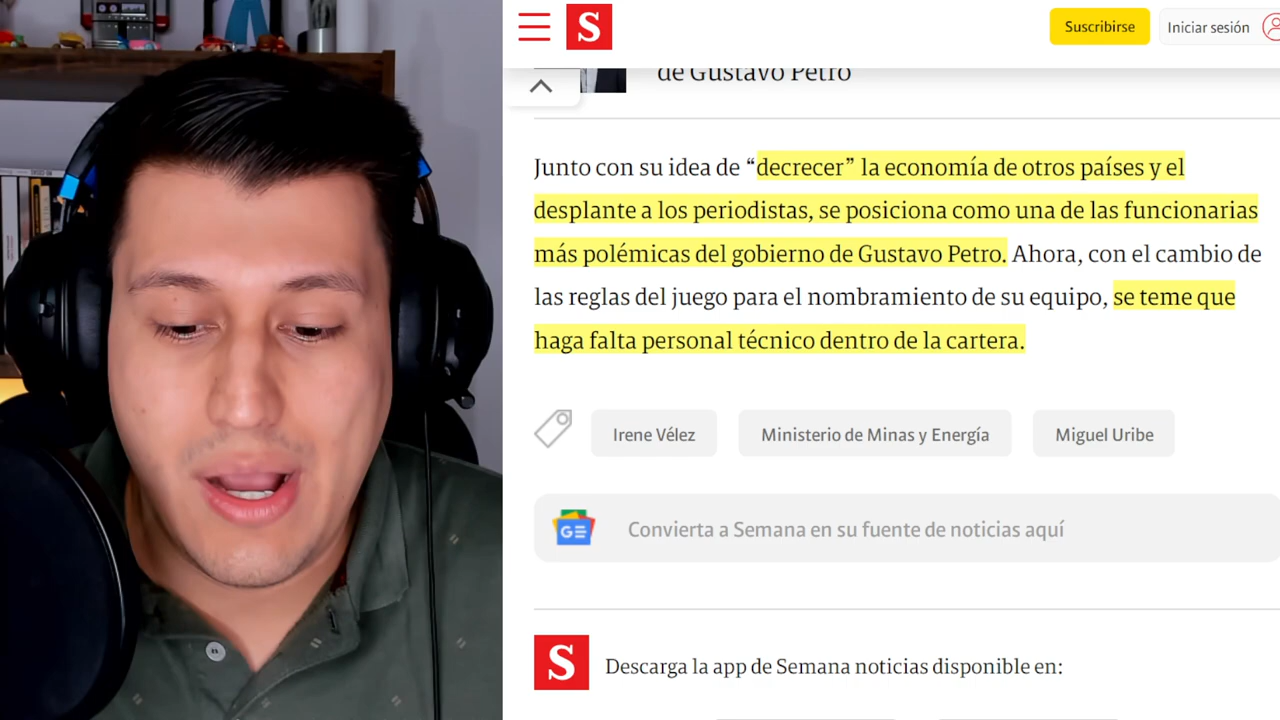 S
Suscribirse
Iniciar sesión
de Gustavo Petro
Junto con su idea de “decrecer” la economía de otros países y el
desplante a los periodistas, se posiciona como una de las funcionarias
más polémicas del gobierno de Gustavo Petro. Ahora, con el cambio de
las reglas del juego para el nombramiento de su equipo, se teme que
haga falta personal técnico dentro de la cartera.
Irene Vélez
Ministerio de Minas y Energía
Miguel Uribe
GE
Convierta a Semana en su fuente de noticias aquí
S
Descarga la app de Semana noticias disponible en: